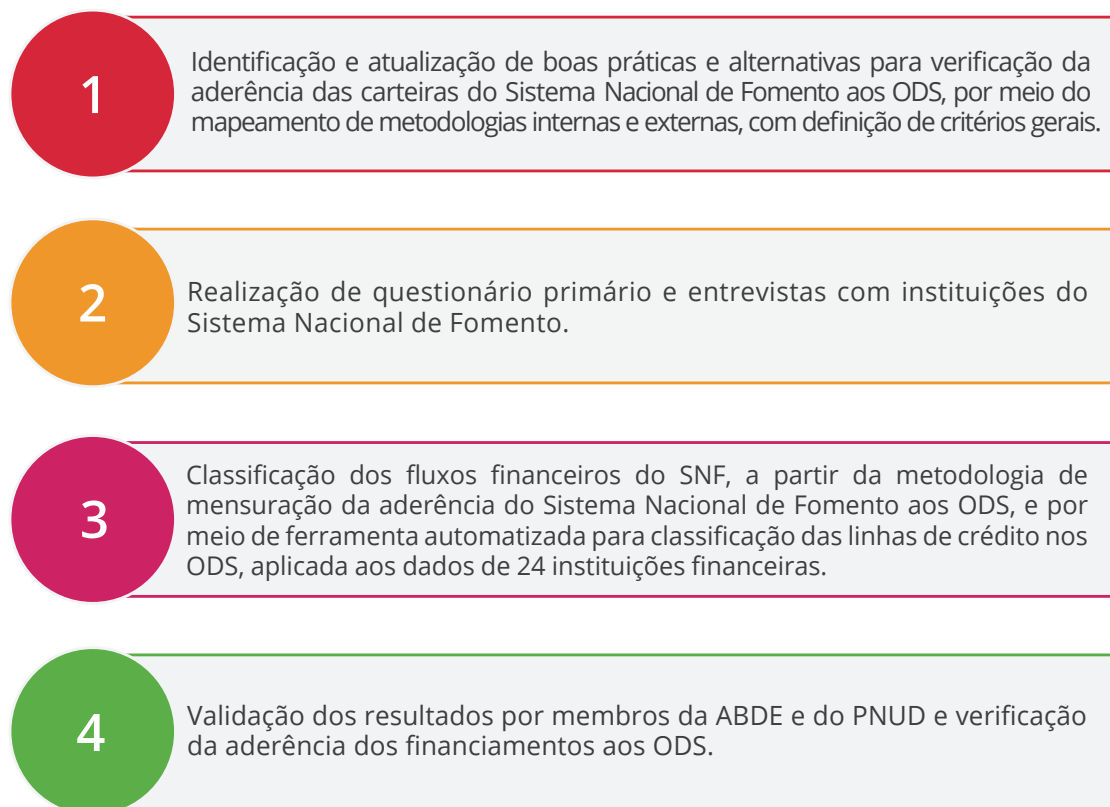 1
Identificação e atualização de boas práticas e alternativas para verificação da
aderência das carteiras do Sistema Nacional de Fomento aos ODS, por meio do
mapeamento de metodologias internas e externas, com definição de critérios gerais.
2
Realização de questionário primário e entrevistas com instituições do
Sistema Nacional de Fomento.
3
Classificação dos fluxos financeiros do SNF, a partir da metodologia de
mensuração da aderência do Sistema Nacional de Fomento aos ODS, e por
meio de ferramenta automatizada para classificação das linhas de crédito nos
ODS, aplicada aos dados de 24 instituições financeiras.
4
Validação dos resultados por membros da ABDE e do PNUD e verificação
da aderência dos financiamentos aos ODS.